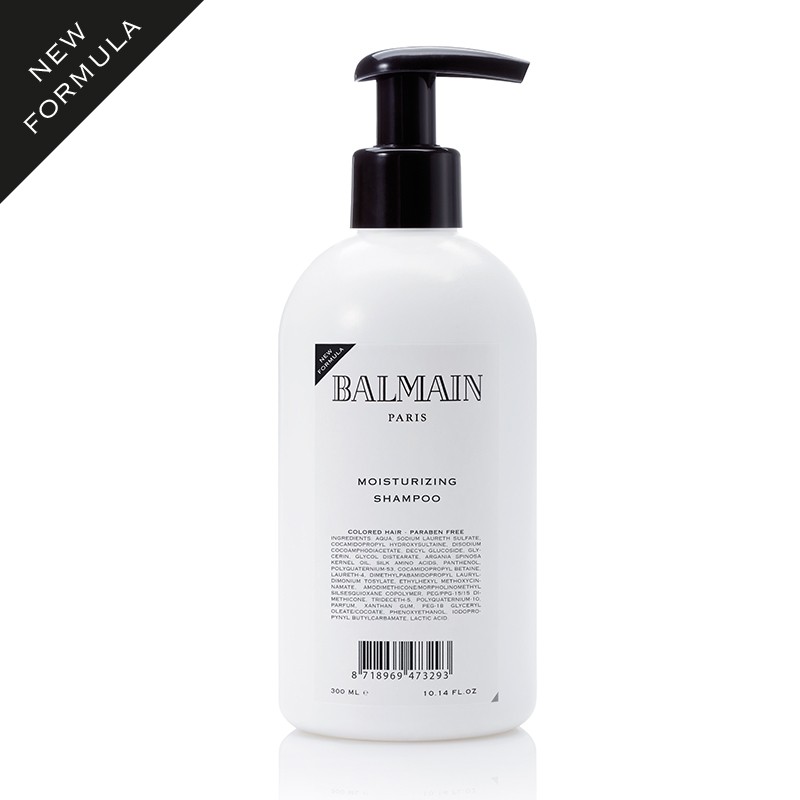 NEW
FORMULA
NEW
FORMULA
BALMAIN
PARIS
MOISTURIZING
SHAMPOO
COLORED HAIR - PARABEN FREE
INGREDIENTS: AQUA, SODIUM LAURETH SULFATE,
COCAMIDOPROPYL HYDROXYSULTAINE, DISODIUM
COCOAMPHODIACETATE, DECYL GLUCOSIDE, GLY-
CERIN, GLYCOL DISTEARATE, ARGANIA SPINOSA
KERNEL OIL, SILK AMINO ACIDS, PANTHENOL,
POLYQUATERNIUM-53, COCAMIDOPROPYL BETAINE,
LAURETH-4, DIMETHYLPABAMIDOPROPYL LAURYL-
DIMONIUM TOSYLATE, ETHYLHEXYL METHOXYCIN-
NAMATE, AMODIMETHICONE/MORPHOLINOMETHYL
SILSESQUIOXANE COPOLYMER, PEG/PPG-15/15 DI-
METHICONE, TRIDECETH-5, POLYQUATERNIUM-10,
PARFUM, XANTHAN GUM, PEG-18 GLYCERYL
OLEATE/COCOATE, PHENOXYETHANOL, IODOPRO-
PYNYL BUTYLCARBAMATE, LACTIC ACID.
8 718969 473293
300 ML ℮ 10.14 FL.OZ